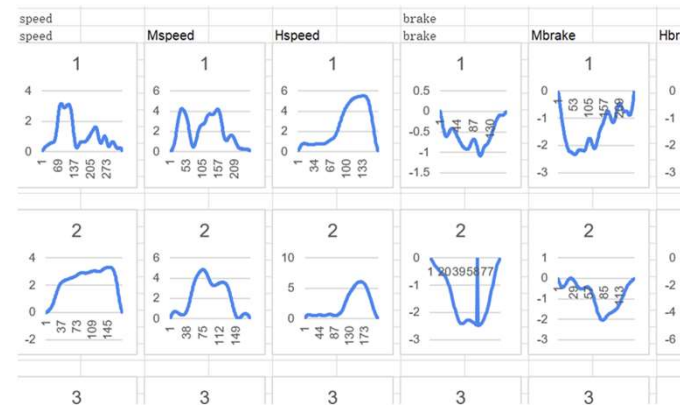 speed brake
speed Mspeed Hspeed brake Mbrake Hbr
1 1 1 1 1
4 6 6 0.5 0 0
2 4 4 0 -1 -1
0 2 2 -0.5 -2 -2
0 0 -1 -3 -3
-1.5
1 69 137 205 273 1 53 105 157 209 1 34 67 100 133 1 44 87 130 1 53 105 157 209
2 2 2 2 2
4 6 10 0 1 0
2 4 5 -1 0 -2
0 2 0 -2 -1 -4
-2 0 -3 -2 -6
-3
1 37 73 109 145 1 38 75 112 149 1 44 87 130 173 1 20 39 58 77 1 29 57 85 113
3 3 3 3 3